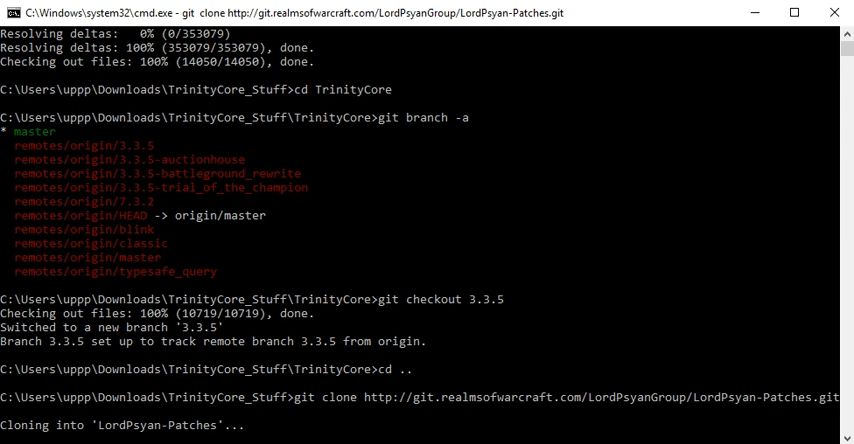 C:\Windows\system32\cmd.exe - git  clone http://git.realmsofwarcraft.com/LordPsyanGroup/LordPsyan-Patches.git
Resolving deltas:   0% (0/353079)
Resolving deltas: 100% (353079/353079), done.
Checking out files: 100% (14050/14050), done.
C:\Users\uppp\Downloads\TrinityCore_Stuff>cd TrinityCore
C:\Users\uppp\Downloads\TrinityCore_Stuff\TrinityCore>git branch -a
* master
  remotes/origin/3.3.5
  remotes/origin/3.3.5-auctionhouse
  remotes/origin/3.3.5-battleground_rewrite
  remotes/origin/3.3.5-trial_of_the_champion
  remotes/origin/7.3.2
  remotes/origin/HEAD -> origin/master
  remotes/origin/blink
  remotes/origin/classic
  remotes/origin/master
  remotes/origin/typesafe_query
C:\Users\uppp\Downloads\TrinityCore_Stuff\TrinityCore>git checkout 3.3.5
Checking out files: 100% (10719/10719), done.
Switched to a new branch '3.3.5'
Branch 3.3.5 set up to track remote branch 3.3.5 from origin.
C:\Users\uppp\Downloads\TrinityCore_Stuff\TrinityCore>cd ..
C:\Users\uppp\Downloads\TrinityCore_Stuff>git clone http://git.realmsofwarcraft.com/LordPsyanGroup/LordPsyan-Patches.git
Cloning into 'LordPsyan-Patches'...